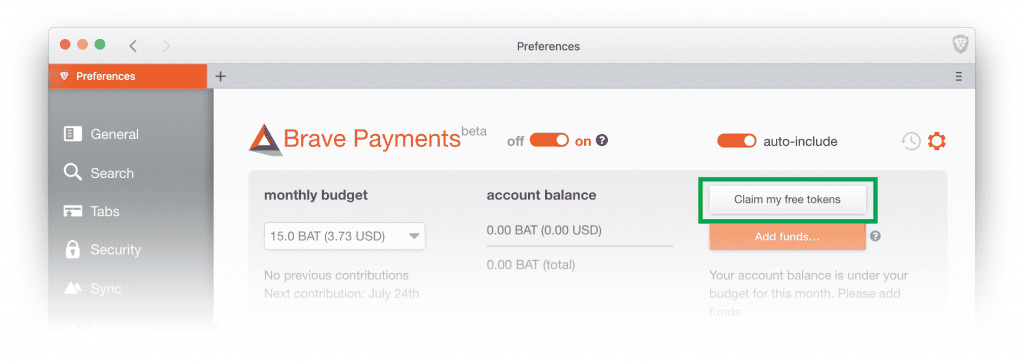 Preferences
Preferences
+
General
Search
Tabs
Security
Sync
Payments
Brave Payments beta
off on ?
auto-include
monthly budget
15.0 BAT (3.73 USD)
No previous contributions
Next contribution: July 24th
account balance
0.00 BAT (0.00 USD)
0.00 BAT (total)
Claim my free tokens
Add funds... ?
Your account balance is under your
budget for this month. Please add
funds.